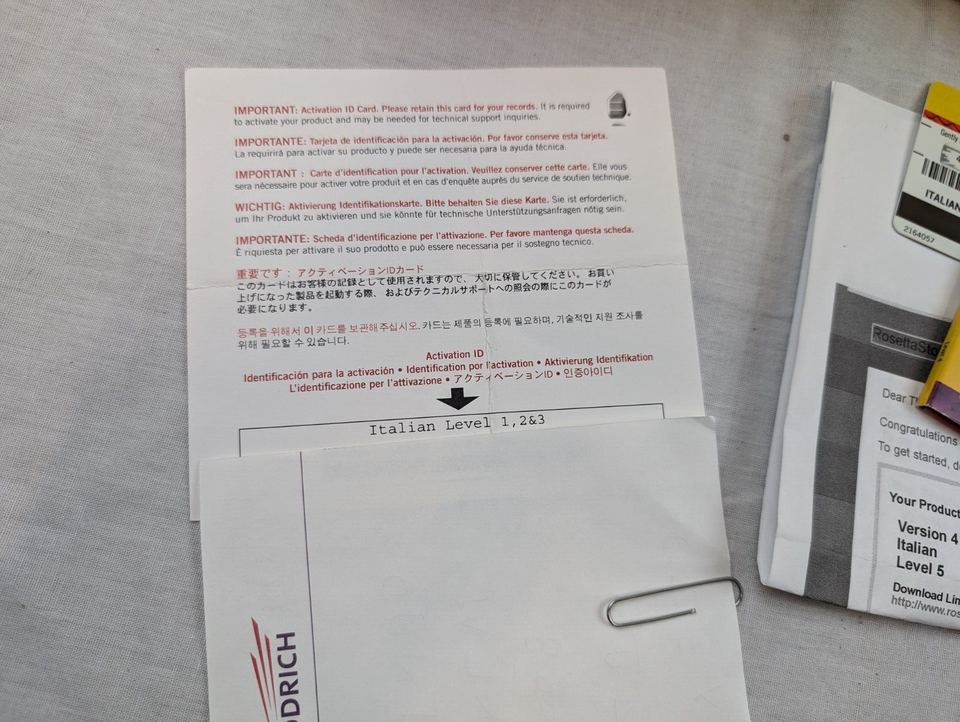 IMPORTANT: Activation ID Card. Please retain this card for your records. It is required
to activate your product and may be needed for technical support inquiries.
IMPORTANTE: Tarjeta de identificación para la activación. Por favor conserve esta tarjeta.
La requirirá para activar su producto y puede ser necesaria para la ayuda técnica.
IMPORTANT : Carte d'identification pour l'activation. Veuillez conserver cette carte. Elle vous
sera nécessaire pour activer votre produit et en cas d'enquête auprès du service de soutien technique.
WICHTIG: Aktivierung Identifikationskarte. Bitte behalten Sie diese Karte. Sie ist erforderlich,
um Ihr Produkt zu aktivieren und sie könnte für technische Unterstützungsanfragen nötig sein.
IMPORTANTE: Scheda d'identificazione per l'attivazione. Per favore mantenga questa scheda.
È riquiesta per attivare il suo prodotto e può essere necessaria per il sostegno tecnico.
重要です : アクティベーションIDカード
このカードはお客様の記録として使用されますので、大切に保管してください。お買い
上げになった製品を起動する際、およびテクニカルサポートへの照会の際にこのカードが
必要になります。
등록을 위해서 이 카드를 보관해주십시오. 카드는 제품의 등록에 필요하며, 기술적인 지원 조사를
위해 필요할 수 있습니다.
Activation ID
Identificación para la activación • Identification por l'activation • Aktivierung Identifikation
L'identificazione per l'attivazione • アクティベーションID • 인증아이디
Italian Level 1,2&3
DRICH
Gently
ITALIAN
2164057
RosettaSto
Dear T
Congratulations
To get started, d
Your Product
Version 4
Italian
Level 5
Download Lin
http://www.ros